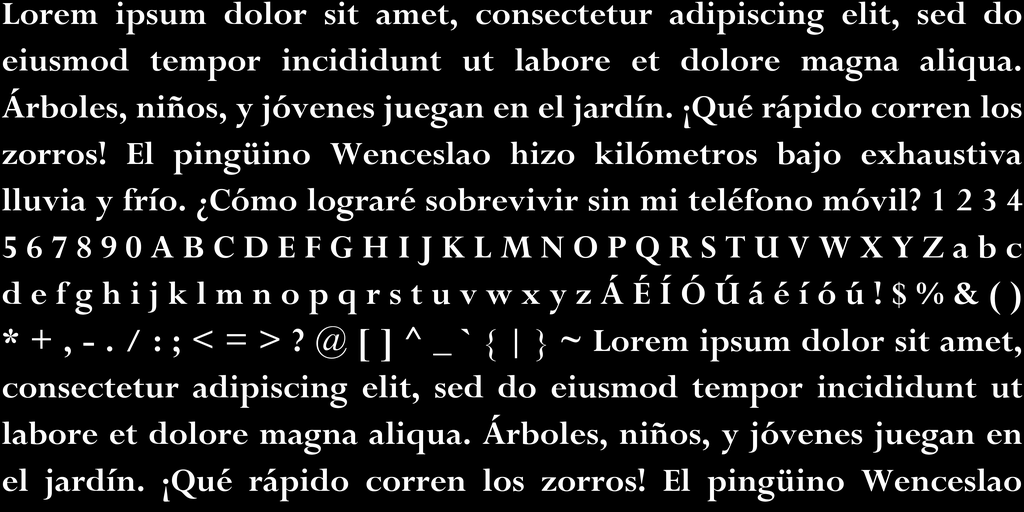 Lorem ipsum dolor sit amet, consectetur adipiscing elit, sed do
eiusmod tempor incididunt ut labore et dolore magna aliqua.
Árboles, niños, y jóvenes juegan en el jardín. ¡Qué rápido corren los
zorros! El pingüino Wenceslao hizo kilómetros bajo exhaustiva
lluvia y frío. ¿Cómo lograré sobrevivir sin mi teléfono móvil? 1 2 3 4
5 6 7 8 9 0 A B C D E F G H I J K L M N O P Q R S T U V W X Y Z a b c
d e f g h i j k l m n o p q r s t u v w x y z Á É Í Ó Ú á é í ó ú ! $ % & ( )
* + , - . / : ; < = > ? @ [ ] ^ _ ` { | } ~ Lorem ipsum dolor sit amet,
consectetur adipiscing elit, sed do eiusmod tempor incididunt ut
labore et dolore magna aliqua. Árboles, niños, y jóvenes juegan en
el jardín. ¡Qué rápido corren los zorros! El pingüino Wenceslao